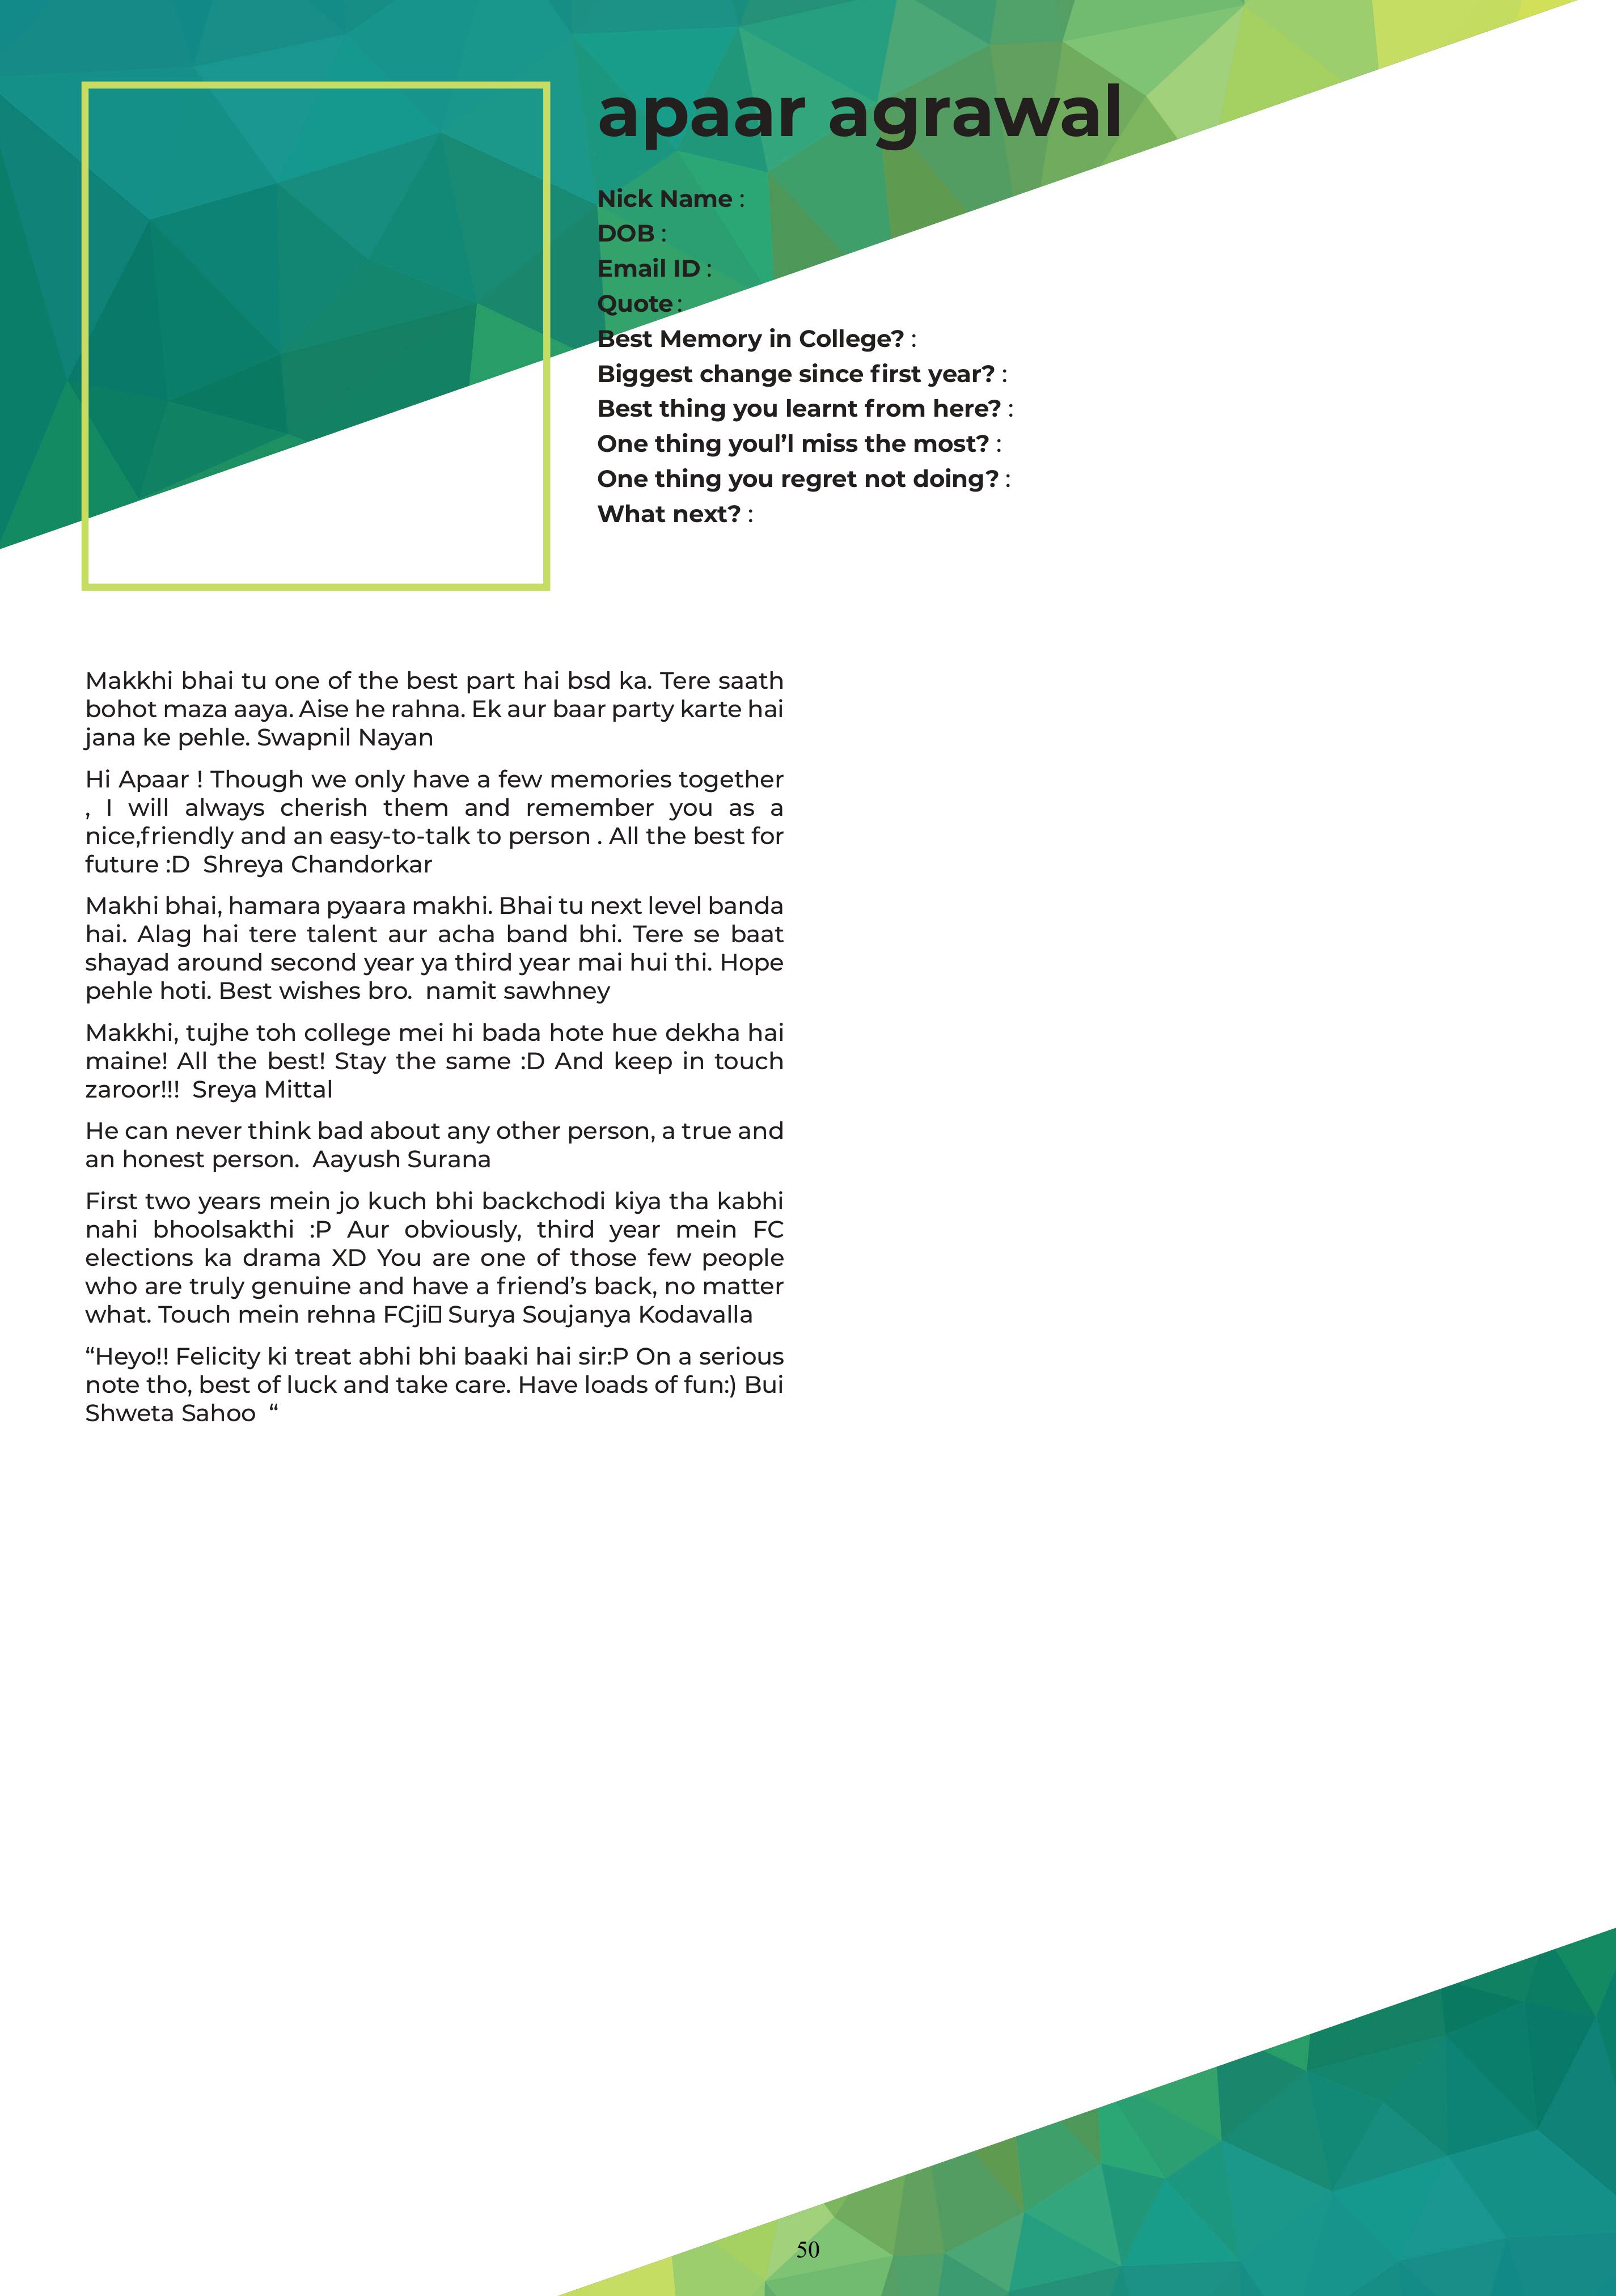 apaar agrawal
Nick Name :
DOB :
Email ID :
Quote :
Best Memory in College? :
Biggest change since first year? :
Best thing you learnt from here? :
One thing youl’l miss the most? :
One thing you regret not doing? :
What next? :
Makkhi bhai tu one of the best part hai bsd ka. Tere saath
bohot maza aaya. Aise he rahna. Ek aur baar party karte hai
jana ke pehle. Swapnil Nayan
Hi Apaar ! Though we only have a few memories together
, I will always cherish them and remember you as a
nice,friendly and an easy-to-talk to person . All the best for
future :D  Shreya Chandorkar
Makhi bhai, hamara pyaara makhi. Bhai tu next level banda
hai. Alag hai tere talent aur acha band bhi. Tere se baat
shayad around second year ya third year mai hui thi. Hope
pehle hoti. Best wishes bro.  namit sawhney
Makkhi, tujhe toh college mei hi bada hote hue dekha hai
maine! All the best! Stay the same :D And keep in touch
zaroor!!!  Sreya Mittal
He can never think bad about any other person, a true and
an honest person.  Aayush Surana
First two years mein jo kuch bhi backchodi kiya tha kabhi
nahi bhoolsakthi :P Aur obviously, third year mein FC
elections ka drama XD You are one of those few people
who are truly genuine and have a friend’s back, no matter
what. Touch mein rehna FCji▯ Surya Soujanya Kodavalla
“Heyo!! Felicity ki treat abhi bhi baaki hai sir:P On a serious
note tho, best of luck and take care. Have loads of fun:) Bui
Shweta Sahoo  “
50